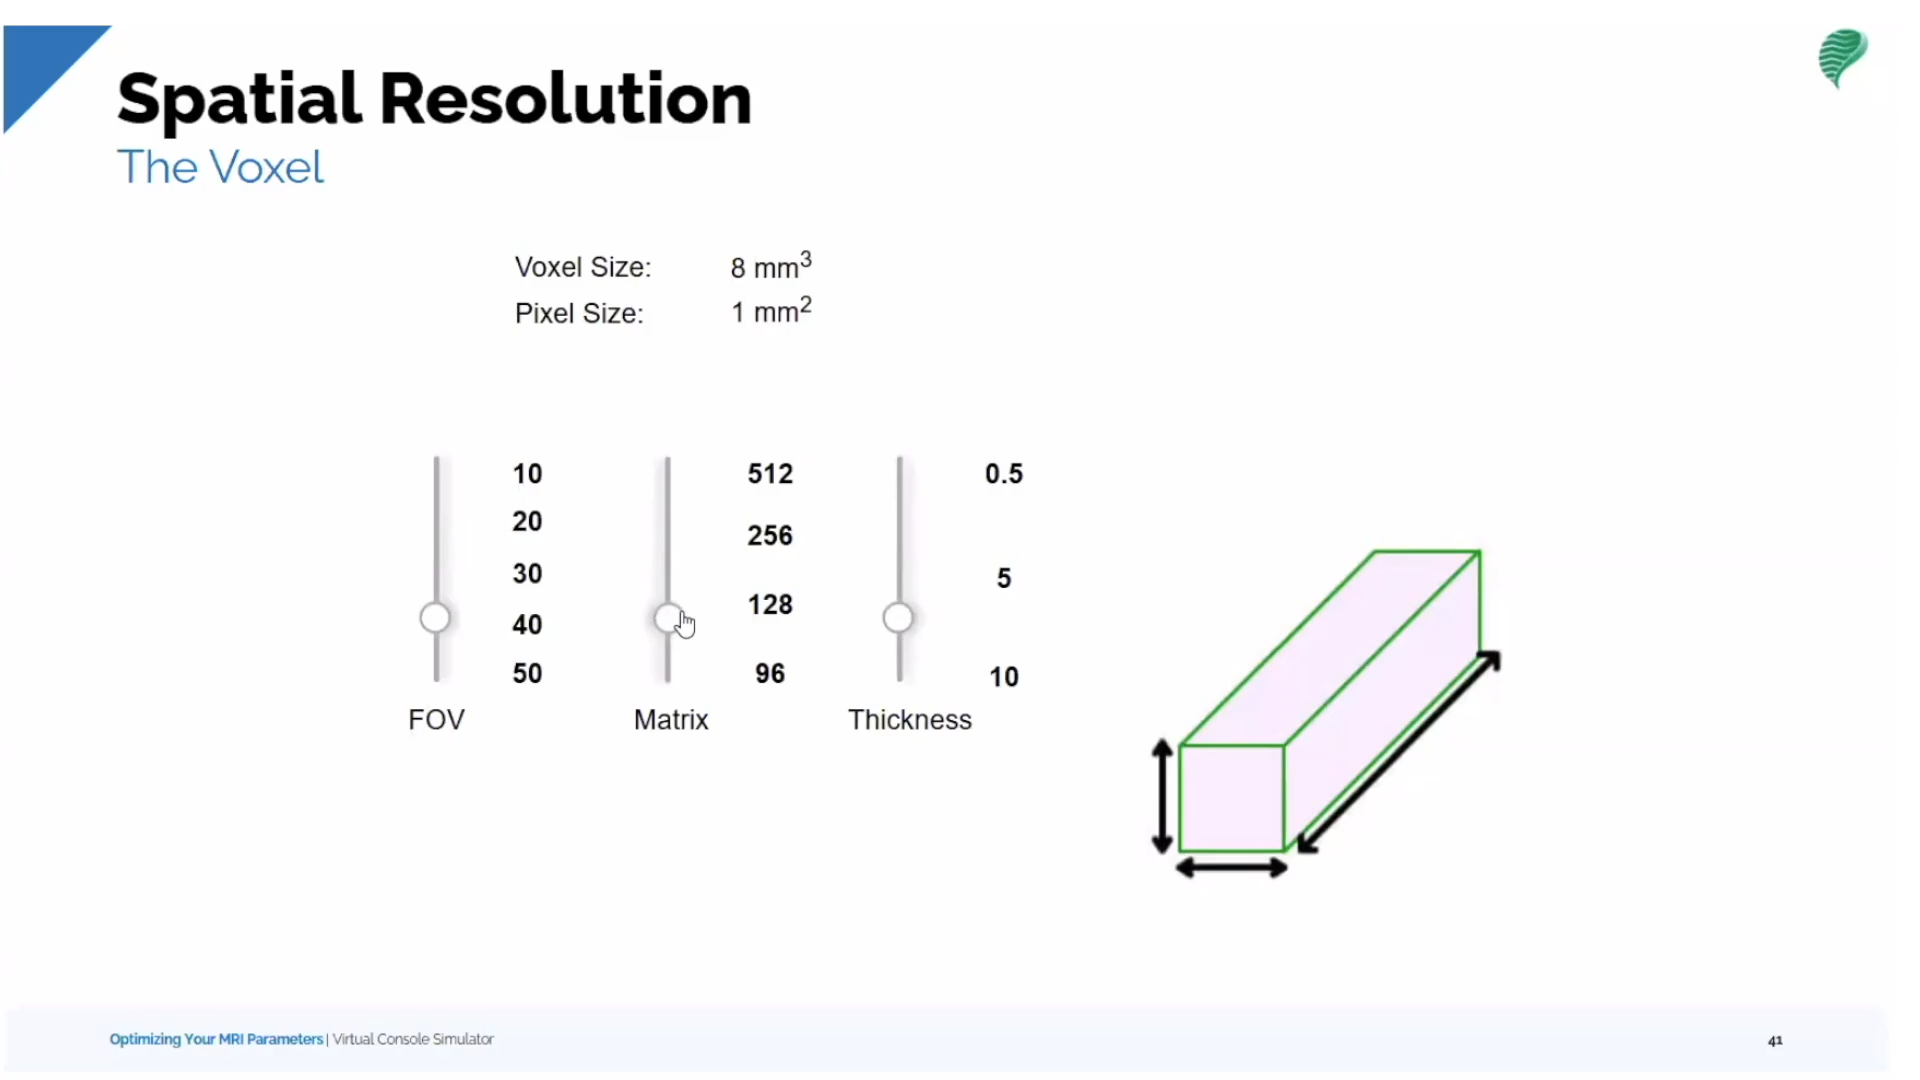 Spatial Resolution
The Voxel
Voxel Size: 8 mm³
Pixel Size: 1 mm²
10 512 0.5
20
256
30 5
128
40
50 96 10
FOV Matrix Thickness
Optimizing Your MRI Parameters | Virtual Console Simulator 41